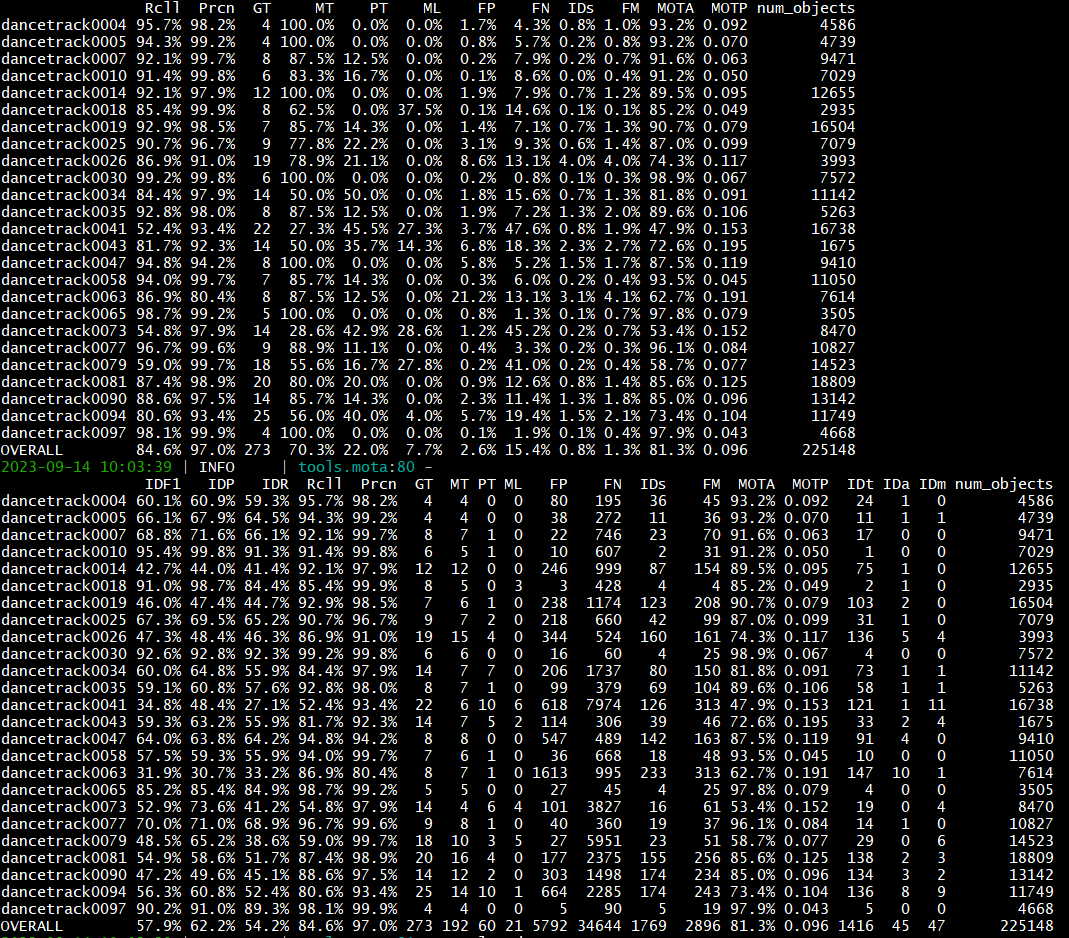 Rcll Prcn GT MT PT ML FP FN IDs FM MOTA MOTP num_objects
dancetrack0004 95.7% 98.2% 4 100.0% 0.0% 0.0% 1.7% 4.3% 0.8% 1.0% 93.2% 0.092 4586
dancetrack0005 94.3% 99.2% 4 100.0% 0.0% 0.0% 0.8% 5.7% 0.2% 0.8% 93.2% 0.070 4739
dancetrack0007 92.1% 99.7% 8 87.5% 12.5% 0.0% 0.2% 7.9% 0.2% 0.7% 91.6% 0.063 9471
dancetrack0010 91.4% 99.8% 6 83.3% 16.7% 0.0% 0.1% 8.6% 0.0% 0.4% 91.2% 0.050 7029
dancetrack0014 92.1% 97.9% 12 100.0% 0.0% 0.0% 1.9% 7.9% 0.7% 1.2% 89.5% 0.095 12655
dancetrack0018 85.4% 99.9% 8 62.5% 0.0% 37.5% 0.1% 14.6% 0.1% 0.1% 85.2% 0.049 2935
dancetrack0019 92.9% 98.5% 7 85.7% 14.3% 0.0% 1.4% 7.1% 0.7% 1.3% 90.7% 0.079 16504
dancetrack0025 90.7% 96.7% 9 77.8% 22.2% 0.0% 3.1% 9.3% 0.6% 1.4% 87.0% 0.099 7079
dancetrack0026 86.9% 91.0% 19 78.9% 21.1% 0.0% 8.6% 13.1% 4.0% 4.0% 74.3% 0.117 3993
dancetrack0030 99.2% 99.8% 6 100.0% 0.0% 0.0% 0.2% 0.8% 0.1% 0.3% 98.9% 0.067 7572
dancetrack0034 84.4% 97.9% 14 50.0% 50.0% 0.0% 1.8% 15.6% 0.7% 1.3% 81.8% 0.091 11142
dancetrack0035 92.8% 98.0% 8 87.5% 12.5% 0.0% 1.9% 7.2% 1.3% 2.0% 89.6% 0.106 5263
dancetrack0041 52.4% 93.4% 22 27.3% 45.5% 27.3% 3.7% 47.6% 0.8% 1.9% 47.9% 0.153 16738
dancetrack0043 81.7% 92.3% 14 50.0% 35.7% 14.3% 6.8% 18.3% 2.3% 2.7% 72.6% 0.195 1675
dancetrack0047 94.8% 94.2% 8 100.0% 0.0% 0.0% 5.8% 5.2% 1.5% 1.7% 87.5% 0.119 9410
dancetrack0058 94.0% 99.7% 7 85.7% 14.3% 0.0% 0.3% 6.0% 0.2% 0.4% 93.5% 0.045 11050
dancetrack0063 86.9% 80.4% 8 87.5% 12.5% 0.0% 21.2% 13.1% 3.1% 4.1% 62.7% 0.191 7614
dancetrack0065 98.7% 99.2% 5 100.0% 0.0% 0.0% 0.8% 1.3% 0.1% 0.7% 97.8% 0.079 3505
dancetrack0073 54.8% 97.9% 14 28.6% 42.9% 28.6% 1.2% 45.2% 0.2% 0.7% 53.4% 0.152 8470
dancetrack0077 96.7% 99.6% 9 88.9% 11.1% 0.0% 0.4% 3.3% 0.2% 0.3% 96.1% 0.084 10827
dancetrack0079 59.0% 99.7% 18 55.6% 16.7% 27.8% 0.2% 41.0% 0.2% 0.4% 58.7% 0.077 14523
dancetrack0081 87.4% 98.9% 20 80.0% 20.0% 0.0% 0.9% 12.6% 0.8% 1.4% 85.6% 0.125 18809
dancetrack0090 88.6% 97.5% 14 85.7% 14.3% 0.0% 2.3% 11.4% 1.3% 1.8% 85.0% 0.096 13142
dancetrack0094 80.6% 93.4% 25 56.0% 40.0% 4.0% 5.7% 19.4% 1.5% 2.1% 73.4% 0.104 11749
dancetrack0097 98.1% 99.9% 4 100.0% 0.0% 0.0% 0.1% 1.9% 0.1% 0.4% 97.9% 0.043 4668
OVERALL 84.6% 97.0% 273 70.3% 22.0% 7.7% 2.6% 15.4% 0.8% 1.3% 81.3% 0.096 225148
2023-09-14 10:03:39 | INFO | tools.mota:80 -
IDF1 IDP IDR Rcll Prcn GT MT PT ML FP FN IDs FM MOTA MOTP IDt IDa IDm num_objects
dancetrack0004 60.1% 60.9% 59.3% 95.7% 98.2% 4 4 0 0 80 195 36 45 93.2% 0.092 24 1 0 4586
dancetrack0005 66.1% 67.9% 64.5% 94.3% 99.2% 4 4 0 0 38 272 11 36 93.2% 0.070 11 1 1 4739
dancetrack0007 68.8% 71.6% 66.1% 92.1% 99.7% 8 7 1 0 22 746 23 70 91.6% 0.063 17 0 0 9471
dancetrack0010 95.4% 99.8% 91.3% 91.4% 99.8% 6 5 1 0 10 607 2 31 91.2% 0.050 1 0 0 7029
dancetrack0014 42.7% 44.0% 41.4% 92.1% 97.9% 12 12 0 0 246 999 87 154 89.5% 0.095 75 1 0 12655
dancetrack0018 91.0% 98.7% 84.4% 85.4% 99.9% 8 5 0 3 3 428 4 4 85.2% 0.049 2 1 0 2935
dancetrack0019 46.0% 47.4% 44.7% 92.9% 98.5% 7 6 1 0 238 1174 123 208 90.7% 0.079 103 2 0 16504
dancetrack0025 67.3% 69.5% 65.2% 90.7% 96.7% 9 7 2 0 218 660 42 99 87.0% 0.099 31 1 0 7079
dancetrack0026 47.3% 48.4% 46.3% 86.9% 91.0% 19 15 4 0 344 524 160 161 74.3% 0.117 136 5 4 3993
dancetrack0030 92.6% 92.8% 92.3% 99.2% 99.8% 6 6 0 0 16 60 4 25 98.9% 0.067 4 0 0 7572
dancetrack0034 60.0% 64.8% 55.9% 84.4% 97.9% 14 7 7 0 206 1737 80 150 81.8% 0.091 73 1 1 11142
dancetrack0035 59.1% 60.8% 57.6% 92.8% 98.0% 8 7 1 0 99 379 69 104 89.6% 0.106 58 1 1 5263
dancetrack0041 34.8% 48.4% 27.1% 52.4% 93.4% 22 6 10 6 618 7974 126 313 47.9% 0.153 121 1 11 16738
dancetrack0043 59.3% 63.2% 55.9% 81.7% 92.3% 14 7 5 2 114 306 39 46 72.6% 0.195 33 2 4 1675
dancetrack0047 64.0% 63.8% 64.2% 94.8% 94.2% 8 8 0 0 547 489 142 163 87.5% 0.119 91 4 0 9410
dancetrack0058 57.5% 59.3% 55.9% 94.0% 99.7% 7 6 1 0 36 668 18 48 93.5% 0.045 10 0 0 11050
dancetrack0063 31.9% 30.7% 33.2% 86.9% 80.4% 8 7 1 0 1613 995 233 313 62.7% 0.191 147 10 1 7614
dancetrack0065 85.2% 85.4% 84.9% 98.7% 99.2% 5 5 0 0 27 45 4 25 97.8% 0.079 4 0 0 3505
dancetrack0073 52.9% 73.6% 41.2% 54.8% 97.9% 14 4 6 4 101 3827 16 61 53.4% 0.152 19 0 4 8470
dancetrack0077 70.0% 71.0% 68.9% 96.7% 99.6% 9 8 1 0 40 360 19 37 96.1% 0.084 14 1 0 10827
dancetrack0079 48.5% 65.2% 38.6% 59.0% 99.7% 18 10 3 5 27 5951 23 51 58.7% 0.077 29 0 6 14523
dancetrack0081 54.9% 58.6% 51.7% 87.4% 98.9% 20 16 4 0 177 2375 155 256 85.6% 0.125 138 2 3 18809
dancetrack0090 47.2% 49.6% 45.1% 88.6% 97.5% 14 12 2 0 303 1498 174 234 85.0% 0.096 134 3 2 13142
dancetrack0094 56.3% 60.8% 52.4% 80.6% 93.4% 25 14 10 1 664 2285 174 243 73.4% 0.104 136 8 9 11749
dancetrack0097 90.2% 91.0% 89.3% 98.1% 99.9% 4 4 0 0 5 90 5 19 97.9% 0.043 5 0 0 4668
OVERALL 57.9% 62.2% 54.2% 84.6% 97.0% 273 192 60 21 5792 34644 1769 2896 81.3% 0.096 1416 45 47 225148